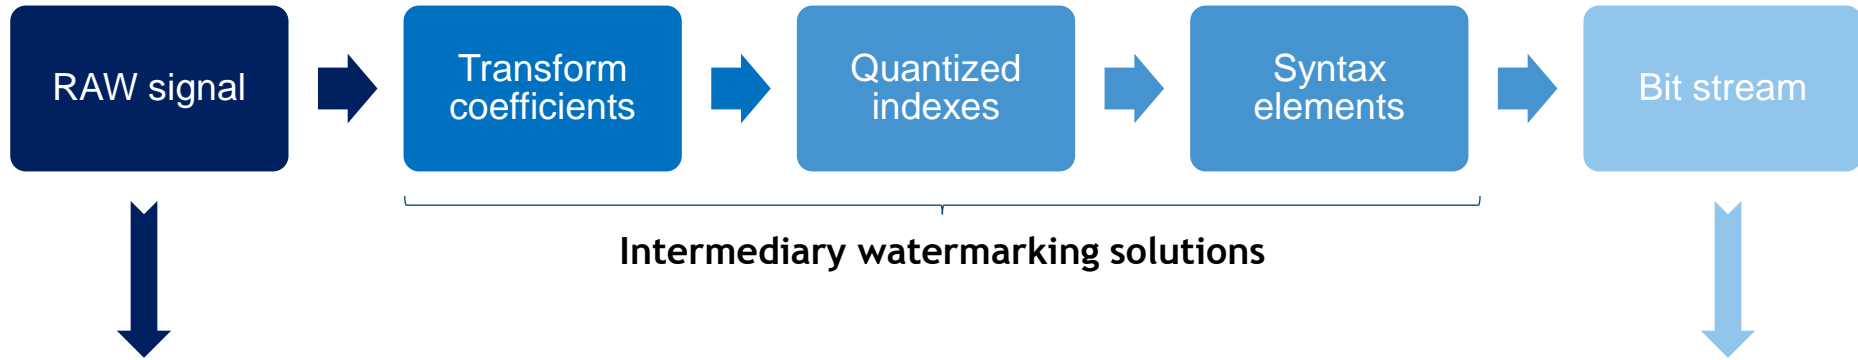 RAW signal
Transform
coefficients
Quantized
indexes
Syntax
elements
Bit stream
Intermediary watermarking solutions